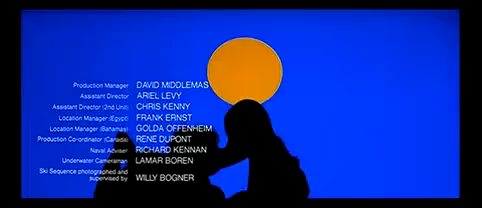 Production Manager DAVID MIDDLEMAS
Assistant Director ARIEL LEVY
Assistant Director (2nd Unit) CHRIS KENNY
Location Manager (Egypt) FRANK ERNST
Location Manager (Bahamas) GOLDA OFFENHEIM
Production Co-ordinator (Canada) RENE DUPONT
Naval Adviser RICHARD KENNAN
Underwater Cameraman LAMAR BOREN
Ski Sequence photographed and
supervised by WILLY BOGNER